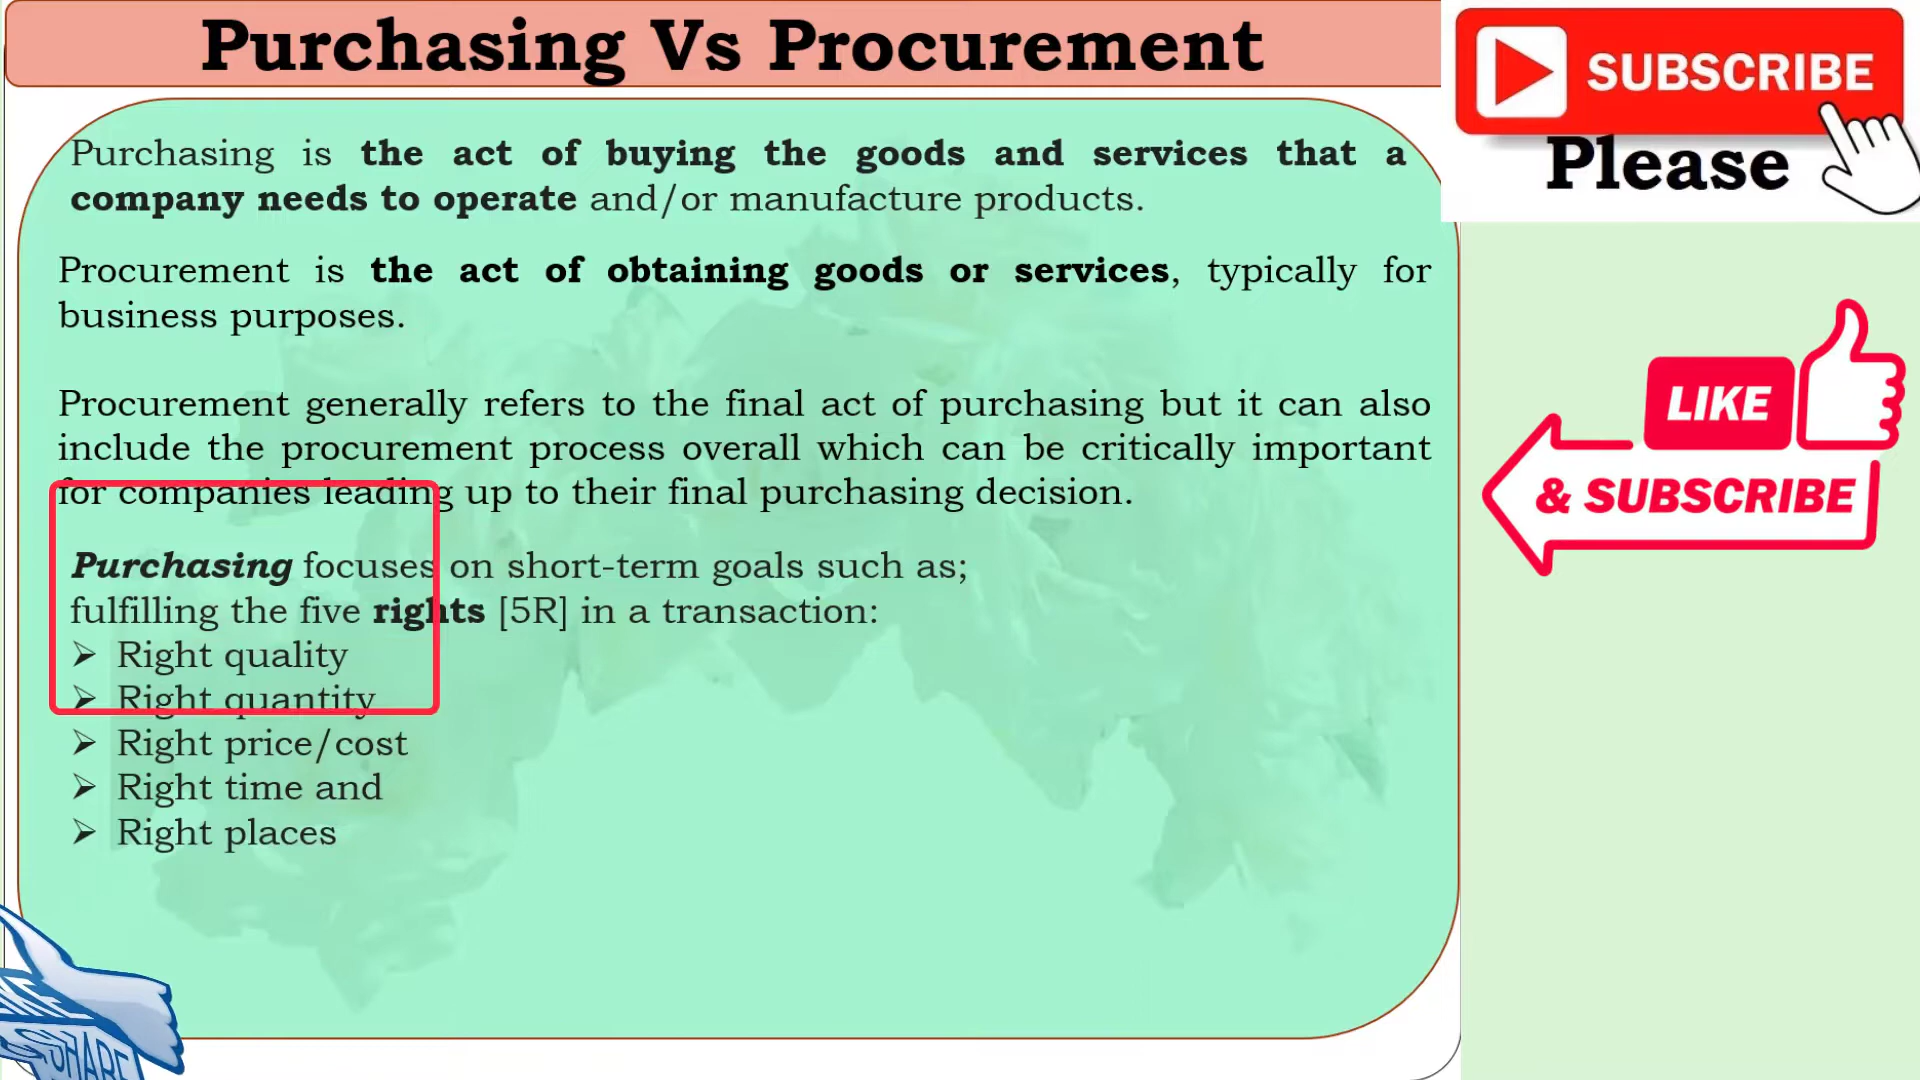 Purchasing Vs Procurement
SUBSCRIBE
Please
Purchasing is the act of buying the goods and services that a
company needs to operate and/or manufacture products.
Procurement is the act of obtaining goods or services, typically for
business purposes.
Procurement generally refers to the final act of purchasing but it can also
include the procurement process overall which can be critically important
for companies leading up to their final purchasing decision.
LIKE
& SUBSCRIBE
Purchasing focuses on short-term goals such as;
fulfilling the five rights [5R] in a transaction:
➢ Right quality
➢ Right quantity
➢ Right price/cost
➢ Right time and
➢ Right places
SHARE